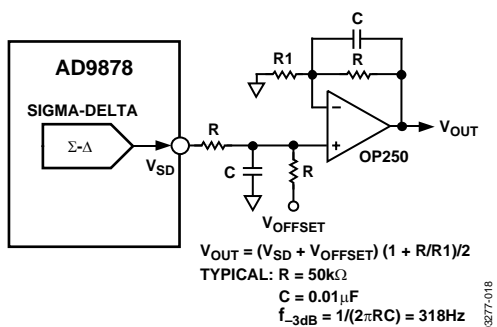 C
R1
R
AD9878
SIGMA-DELTA
Σ-Δ
V_SD
R
C
R
V_OFFSET
–
+
OP250
V_OUT
V_OUT = (V_SD + V_OFFSET) (1 + R/R1)/2
TYPICAL: R = 50kΩ
C = 0.01μF
f_–3dB = 1/(2πRC) = 318Hz
3277-018